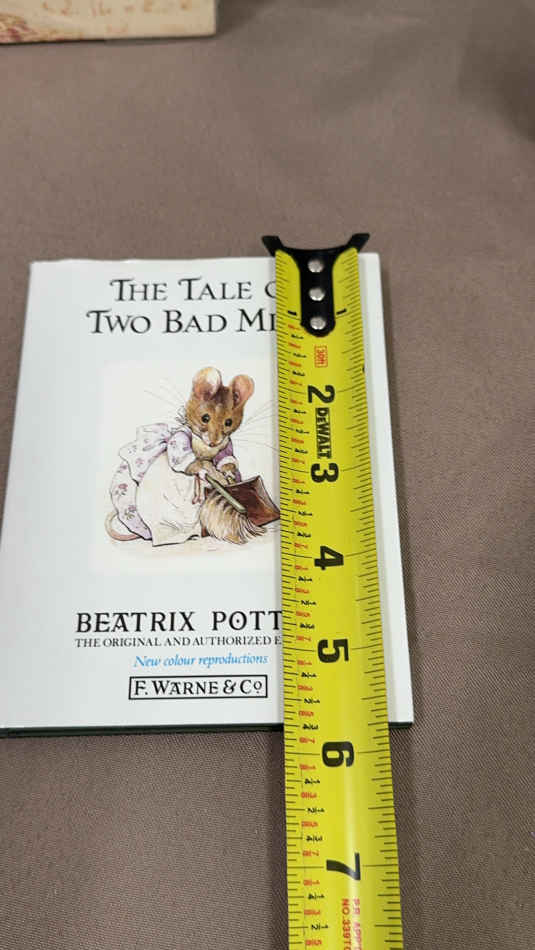 THE TALE O
TWO BAD MI
30ft
2
DEWALT
3
4
5
BEATRIX POTT
THE ORIGINAL AND AUTHORIZED E
New colour reproductions
F. WARNE & Co
6
7